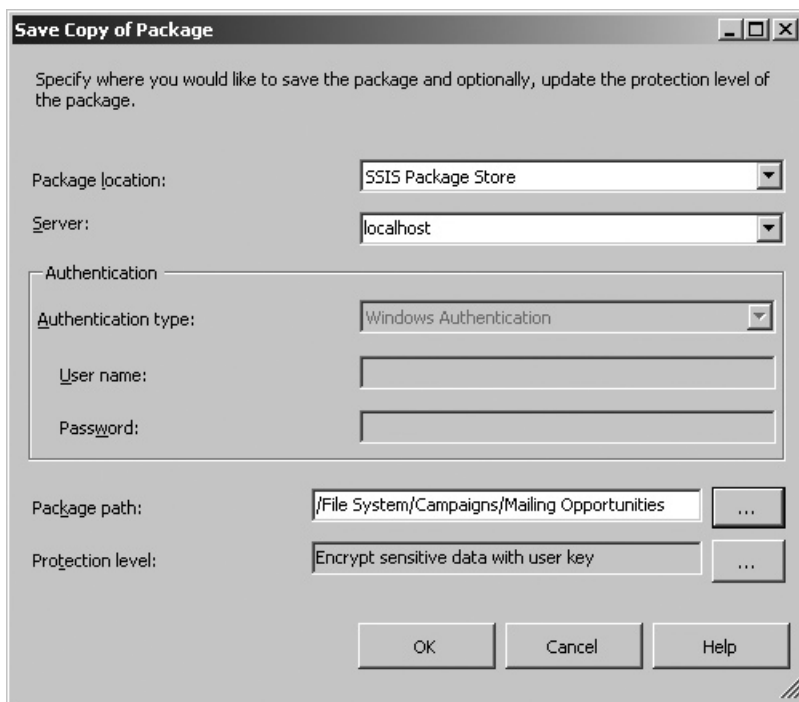 Save Copy of Package
Specify where you would like to save the package and optionally, update the protection level of
the package.
Package location:
SSIS Package Store
Server:
localhost
Authentication
Authentication type:
Windows Authentication
User name:
Password:
Package path:
/File System/Campaigns/Mailing Opportunities
...
Protection level:
Encrypt sensitive data with user key
...
OK
Cancel
Help